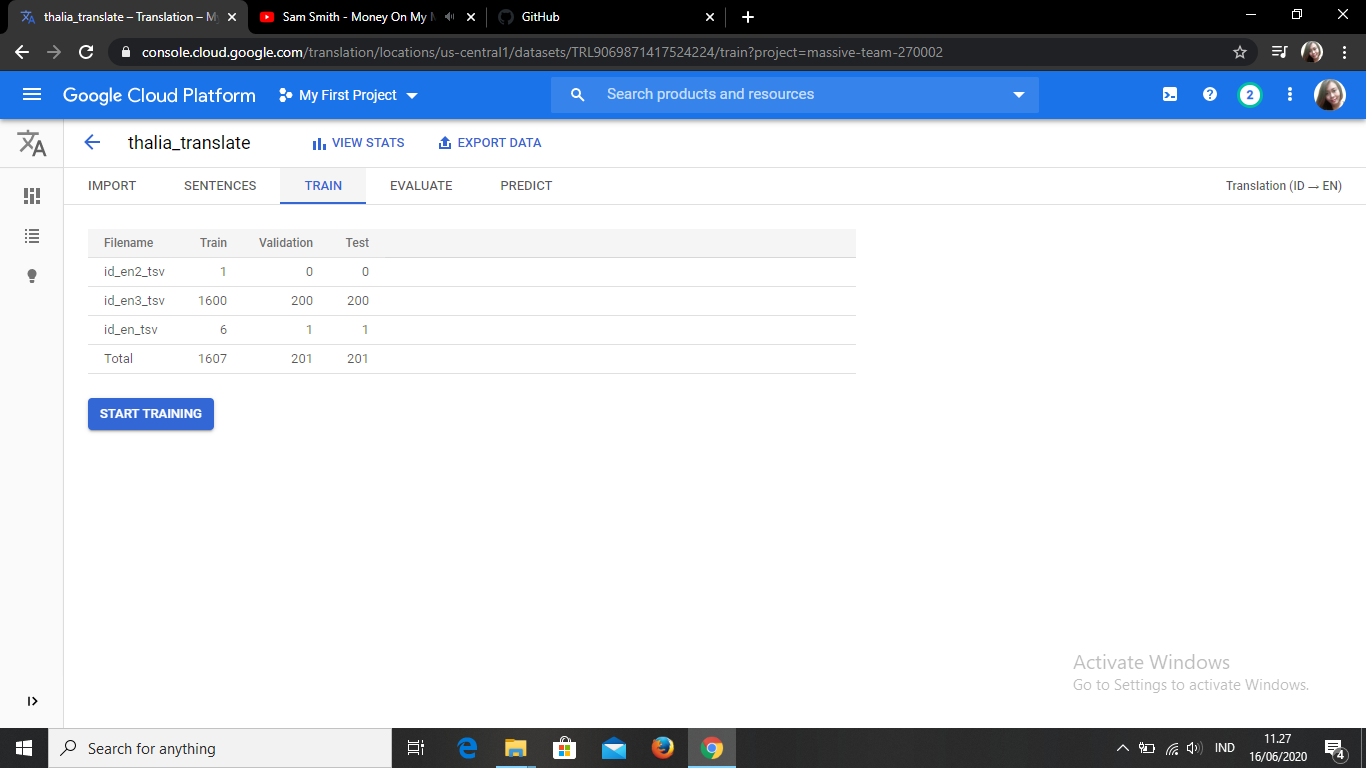 thalia_translate – Translation – My
Sam Smith - Money On My M
GitHub
console.cloud.google.com/translation/locations/us-central1/datasets/TRL9069871417524224/train?project=massive-team-270002
Google Cloud Platform
My First Project
Search products and resources
2
thalia_translate
VIEW STATS
EXPORT DATA
IMPORT SENTENCES TRAIN EVALUATE PREDICT
Translation (ID → EN)
Filename Train Validation Test
id_en2_tsv 1 0 0
id_en3_tsv 1600 200 200
id_en_tsv 6 1 1
Total 1607 201 201
START TRAINING
Activate Windows
Go to Settings to activate Windows.
Search for anything
IND
11.27
16/06/2020
4